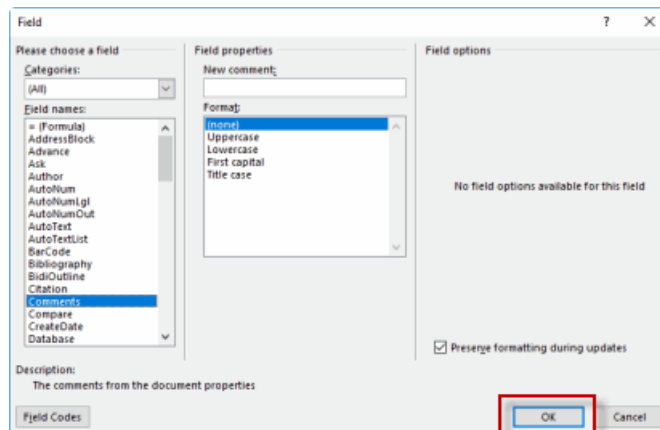 Field
Please choose a field
Categories:
(All)
Field names:
= (Formula)
AddressBlock
Advance
Ask
Author
AutoNum
AutoNumLgl
AutoNumOut
AutoText
AutoTextList
BarCode
Bibliography
BidiOutline
Citation
Comments
Compare
CreateDate
Database
Field properties
New comment:
Format:
(none)
Uppercase
Lowercase
First capital
Title case
Field options
No field options available for this field
Preserve formatting during updates
Description:
The comments from the document properties
Field Codes
OK
Cancel